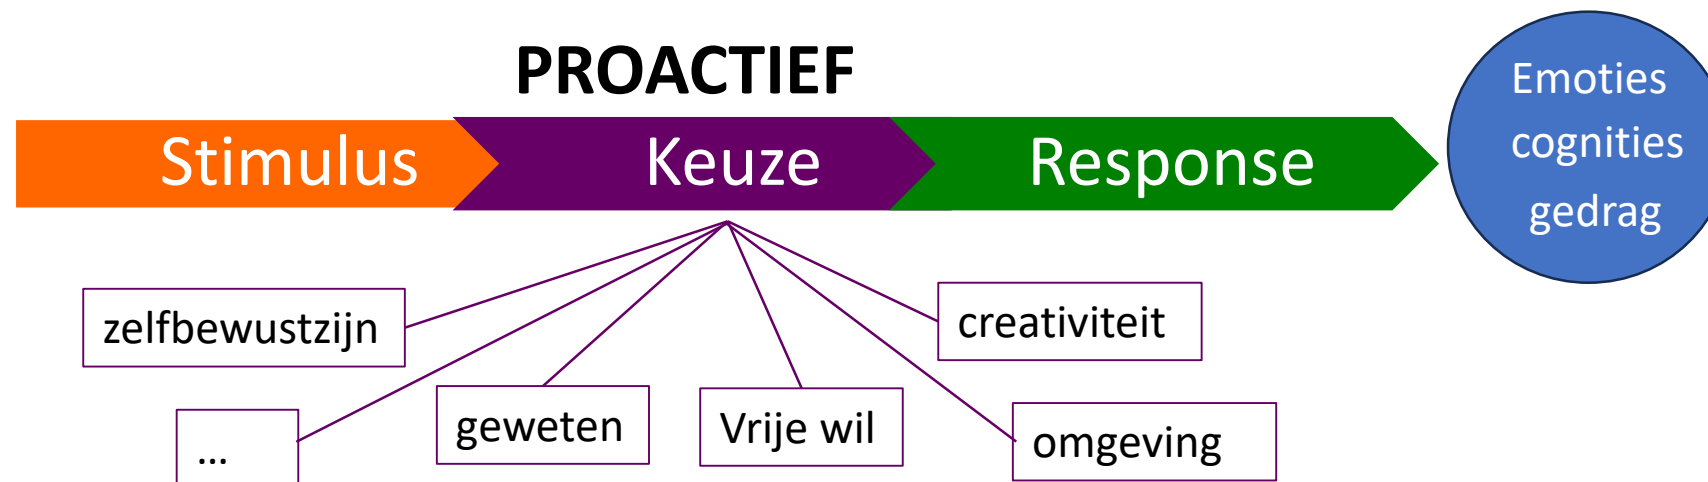 PROACTIEF
Stimulus
Keuze
Response
Emoties
cognities
gedrag
zelfbewustzijn
...
geweten
Vrije wil
creativiteit
omgeving